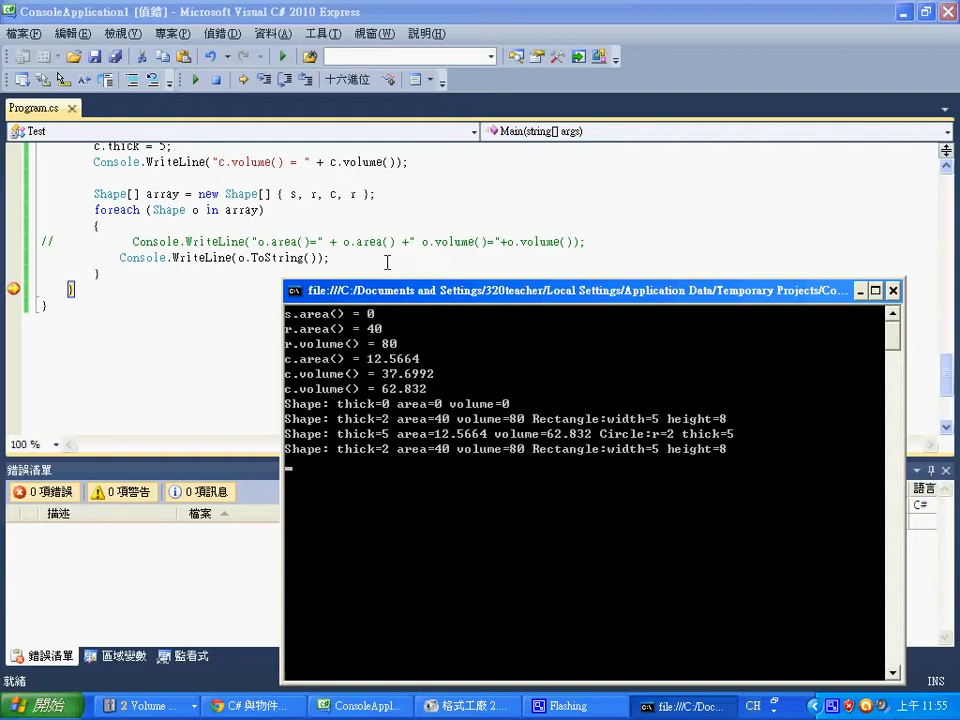 ConsoleApplication1 [偵錯] - Microsoft Visual C# 2010 Express
檔案(F) 編輯(E) 檢視(V) 專案(P) 偵錯(D) 資料(A) 工具(T) 視窗(W) 說明(H)
十六進位
Program.cs
Test Main(string[] args)
c.thick = 5;
Console.WriteLine("c.volume() = " + c.volume());
Shape[] array = new Shape[] { s, r, c, r };
foreach (Shape o in array)
{
// Console.WriteLine("o.area()=" + o.area() +" o.volume()="+o.volume());
Console.WriteLine(o.ToString());
}
}
}
file:///C:/Documents and Settings/320teacher/Local Settings/Application Data/Temporary Projects/Co...
s.area() = 0
r.area() = 40
r.volume() = 80
c.area() = 12.5664
c.volume() = 37.6992
c.volume() = 62.832
Shape: thick=0 area=0 volume=0
Shape: thick=2 area=40 volume=80 Rectangle:width=5 height=8
Shape: thick=5 area=12.5664 volume=62.832 Circle:r=2 thick=5
Shape: thick=2 area=40 volume=80 Rectangle:width=5 height=8
100 %
錯誤清單
0 項錯誤 0 項警告 0 項訊息 語言
描述 檔案 C#
錯誤清單 區域變數 監看式
就緒 INS
開始 2 Volume ... C# 與物件... ConsoleAppl... 格式工廠 2.... Flashing file:///C:/Doc... CH 上午 11:55